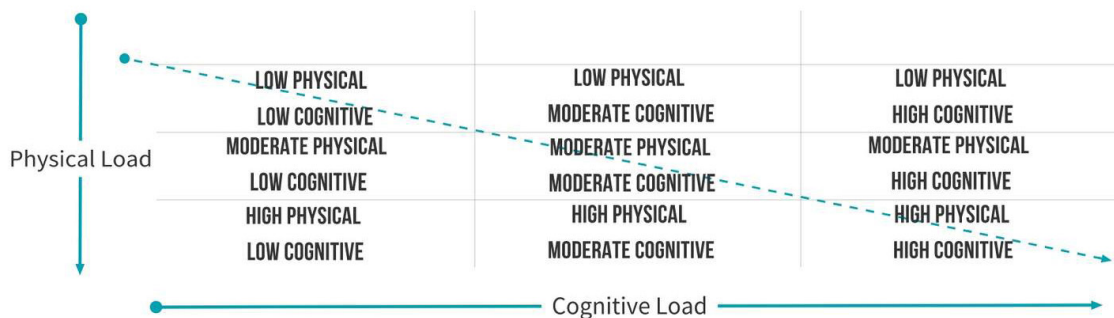 LOW PHYSICAL
LOW COGNITIVE
LOW PHYSICAL
MODERATE COGNITIVE
LOW PHYSICAL
HIGH COGNITIVE
Physical Load
MODERATE PHYSICAL
LOW COGNITIVE
MODERATE PHYSICAL
MODERATE COGNITIVE
MODERATE PHYSICAL
HIGH COGNITIVE
HIGH PHYSICAL
LOW COGNITIVE
HIGH PHYSICAL
MODERATE COGNITIVE
HIGH PHYSICAL
HIGH COGNITIVE
Cognitive Load